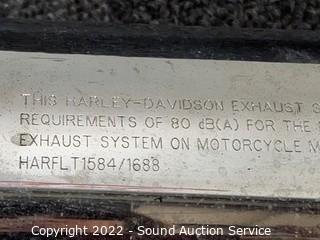 THIS HARLEY-DAVIDSON EXHAUST S
REQUIREMENTS OF 80 dB(A) FOR THE
EXHAUST SYSTEM ON MOTORCYCLE M
HARFLT1584/1688
Copyright 2022 - Sound Auction Service